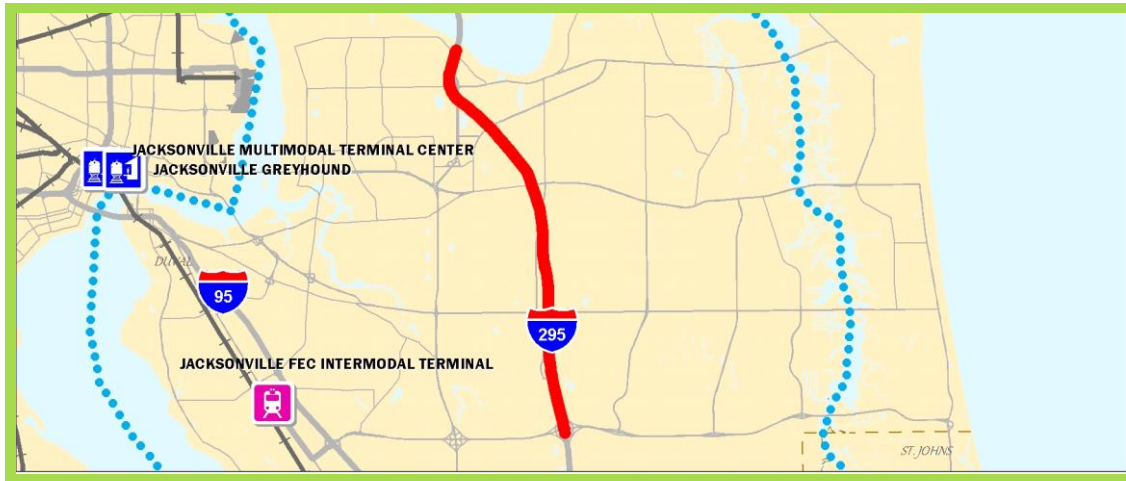 JACKSONVILLE MULTIMODAL TERMINAL CENTER
JACKSONVILLE GREYHOUND
DUVAL
95
295
JACKSONVILLE FEC INTERMODAL TERMINAL
ST. JOHNS